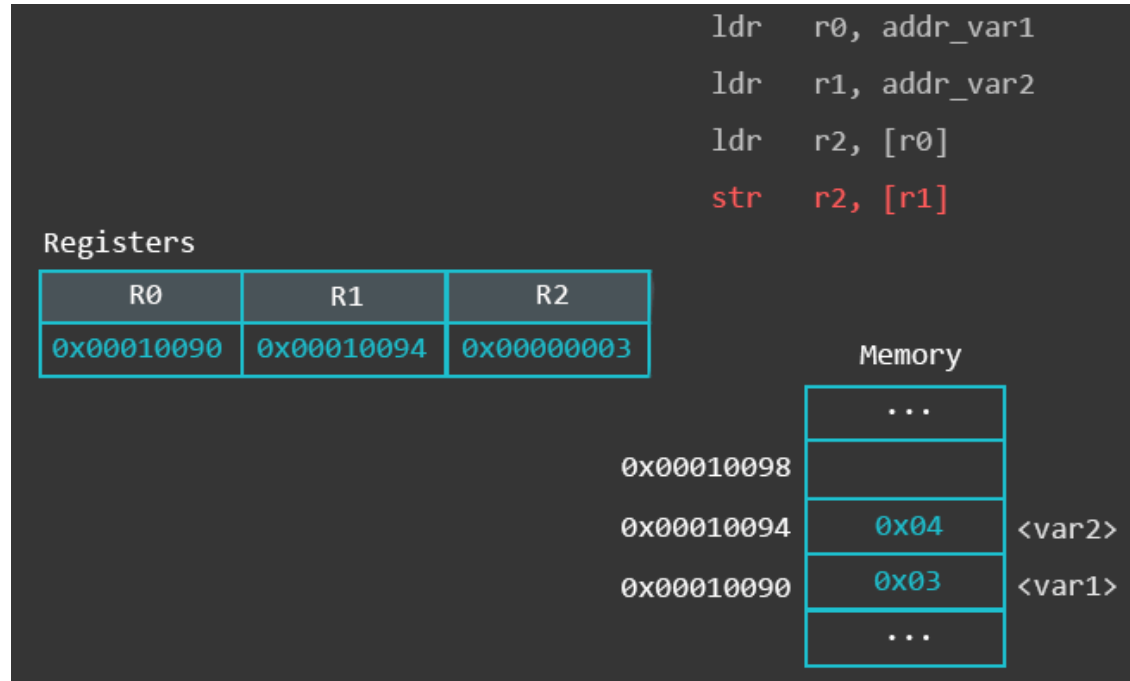 ldr r0, addr_var1
ldr r1, addr_var2
ldr r2, [r0]
str r2, [r1]
Registers
R0 R1 R2
0x00010090 0x00010094 0x00000003
Memory
...
0x00010098
0x00010094 0x04 <var2>
0x00010090 0x03 <var1>
...